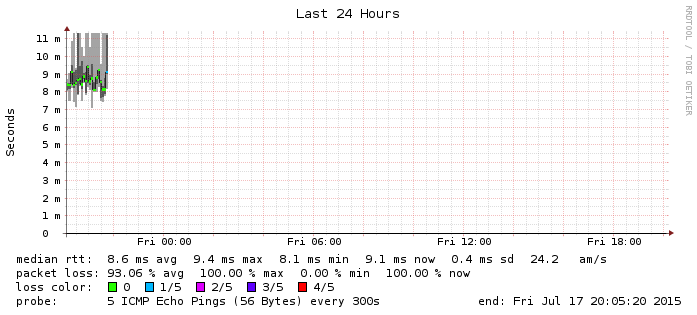 Last 24 Hours
RRDTOOL / TOBI OETIKER
Seconds
11 m
10 m
9 m
8 m
7 m
6 m
5 m
4 m
3 m
2 m
1 m
0
Fri 00:00 Fri 06:00 Fri 12:00 Fri 18:00
median rtt: 8.6 ms avg 9.4 ms max 8.1 ms min 9.1 ms now 0.4 ms sd 24.2 am/s
packet loss: 93.06 % avg 100.00 % max 0.00 % min 100.00 % now
loss color: 0 1/5 2/5 3/5 4/5
probe: 5 ICMP Echo Pings (56 Bytes) every 300s end: Fri Jul 17 20:05:20 2015